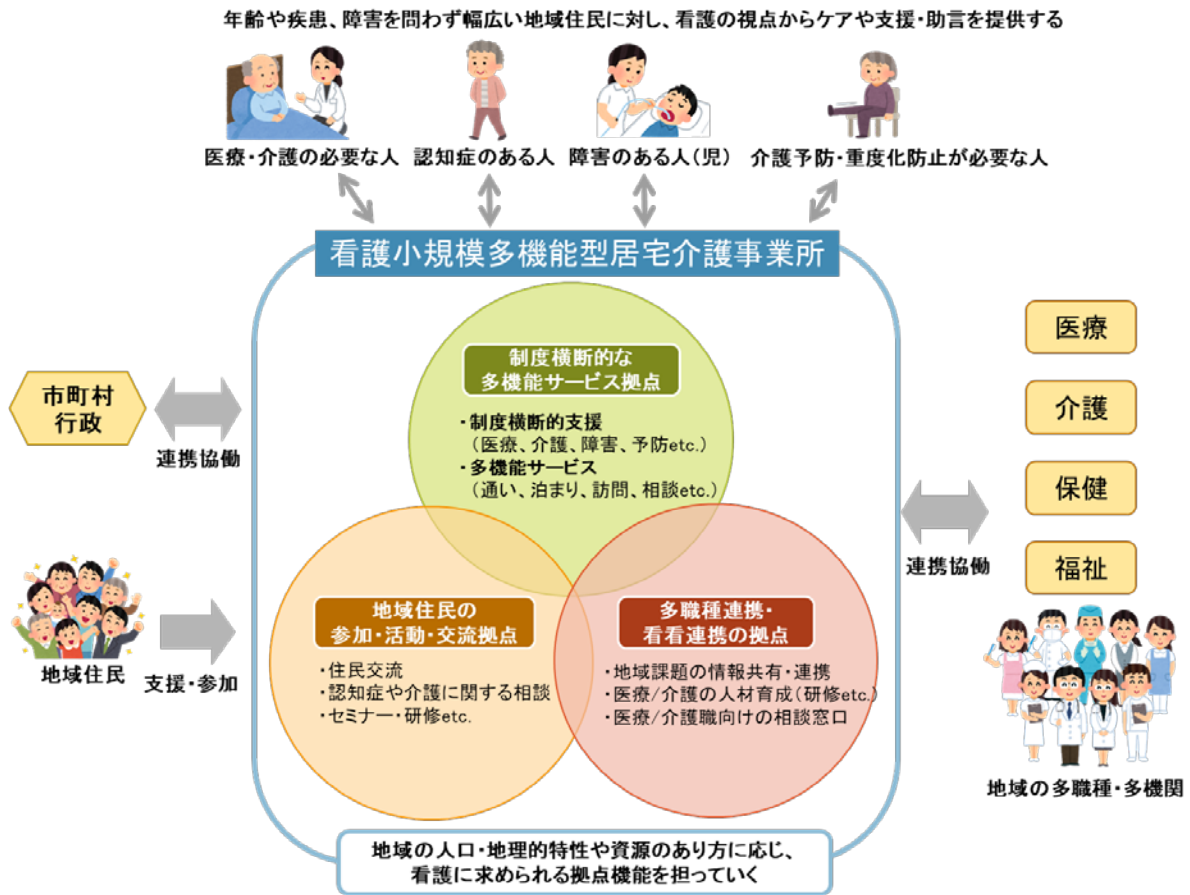 年齢や疾患、障害を問わず幅広い地域住民に対し、看護の視点からケアや支援・助言を提供する
医療・介護の必要な人
認知症のある人
障害のある人(児)
介護予防・重度化防止が必要な人
看護小規模多機能型居宅介護事業所
制度横断的な
多機能サービス拠点
・制度横断的支援
(医療、介護、障害、予防etc.)
・多機能サービス
(通い、泊まり、訪問、相談etc.)
市町村
行政
連携協働
地域住民
支援・参加
地域住民の
参加・活動・交流拠点
・住民交流
・認知症や介護に関する相談
・セミナー・研修etc.
多職種連携・
看看連携の拠点
・地域課題の情報共有・連携
・医療/介護の人材育成(研修etc.)
・医療/介護職向けの相談窓口
連携協働
医療
介護
保健
福祉
地域の多職種・多機関
地域の人口・地理的特性や資源のあり方に応じ、
看護に求められる拠点機能を担っていく